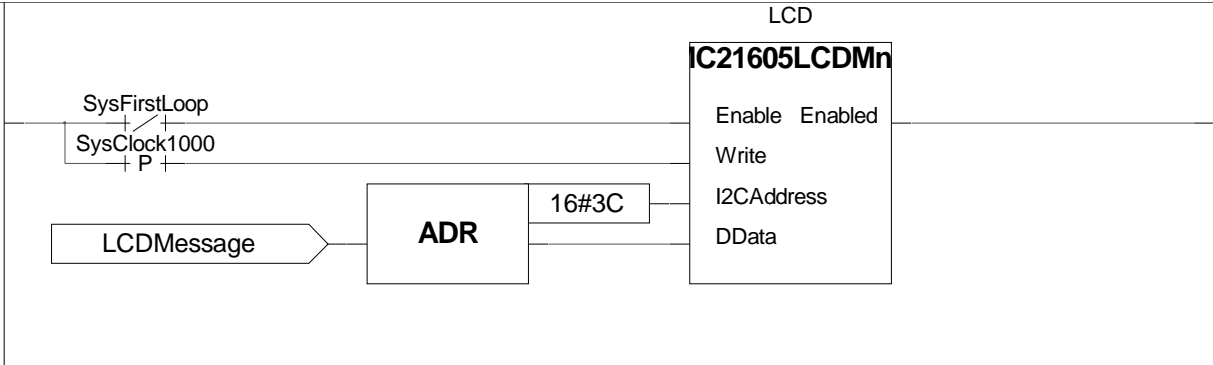 LCD
IC21605LCDMn
SysFirstLoop
Enable Enabled
SysClock1000
P
Write
16#3C
I2CAddress
LCDMessage
ADR
DData